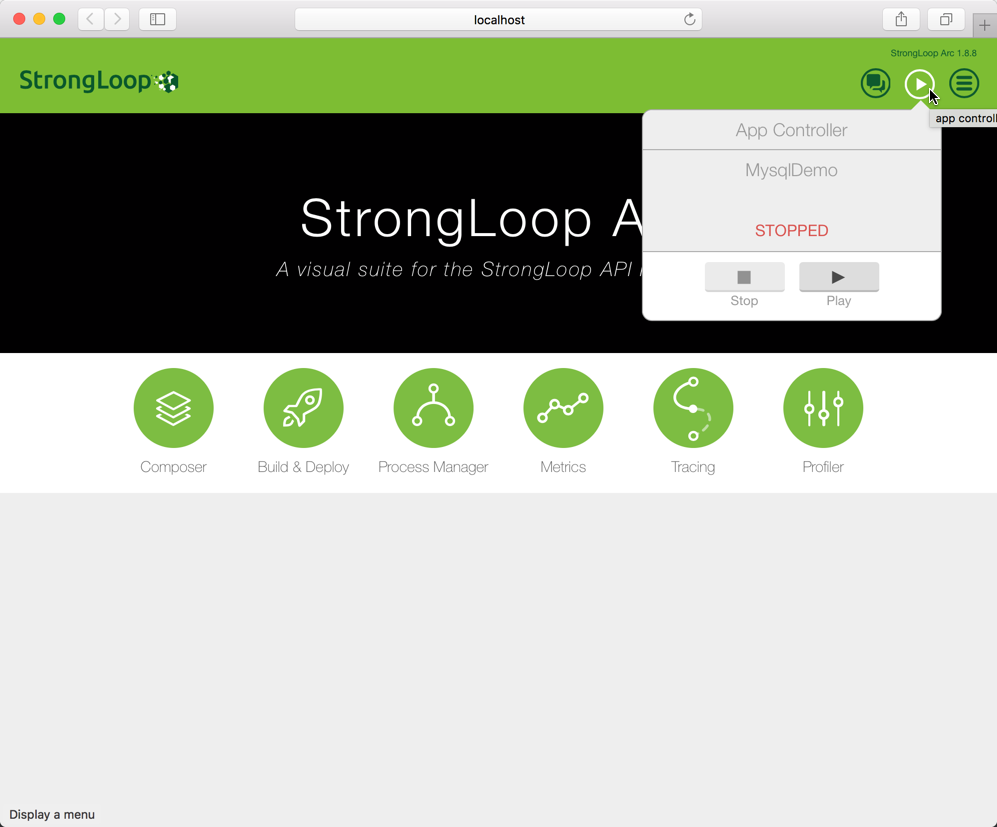 localhost
StrongLoop Arc 1.8.8
StrongLoop
app controll
App Controller
MysqlDemo
STOPPED
Stop Play
StrongLoop A
A visual suite for the StrongLoop API
Composer Build & Deploy Process Manager Metrics Tracing Profiler
Display a menu